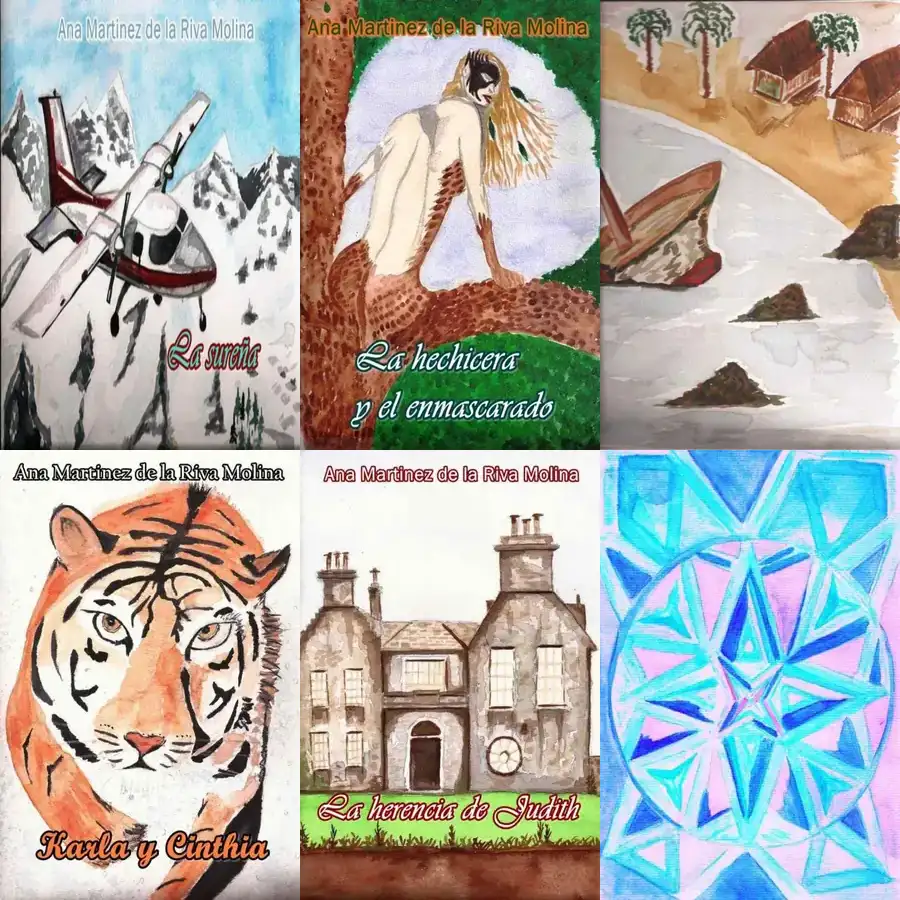 Ana Martinez de la Riva Molina
La sureña
Ana Martinez de la Riva Molina
La hechicera
y el enmascarado
Ana Martinez de la Riva Molina
Karla y Cinthia
Ana Martinez de la Riva Molina
La herencia de Judith